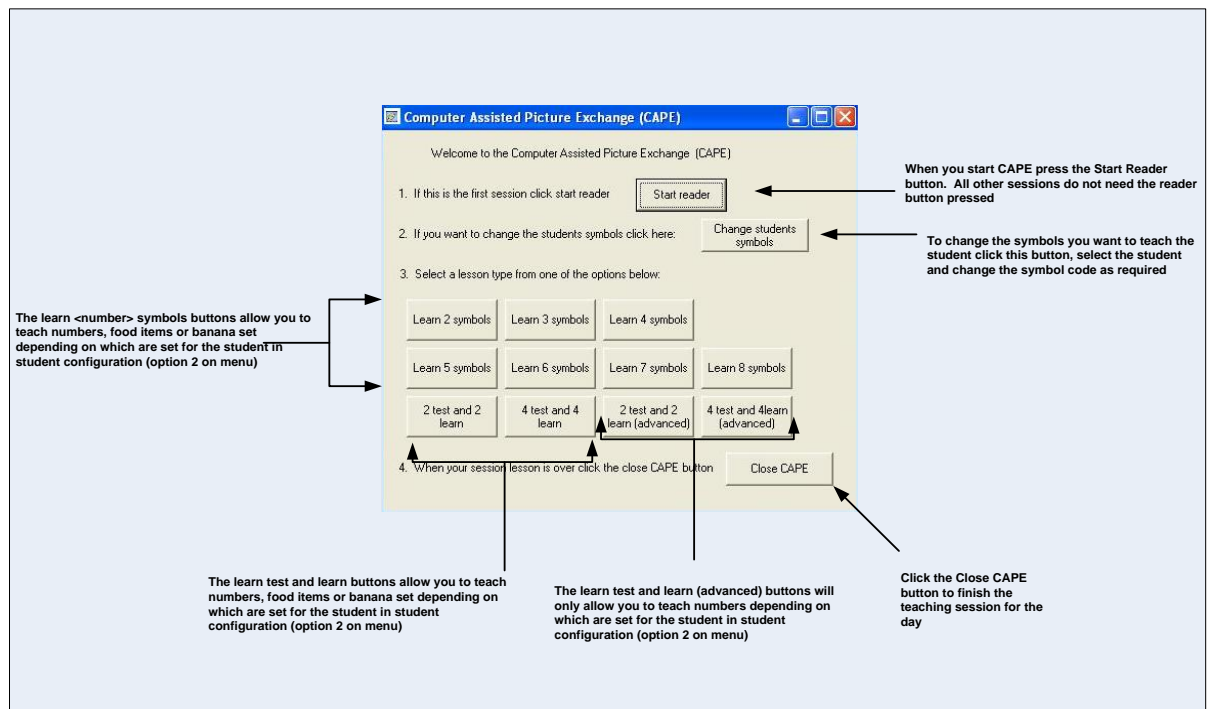 Computer Assisted Picture Exchange (CAPE)
Welcome to the Computer Assisted Picture Exchange (CAPE)
1. If this is the first session click start reader
Start reader
When you start CAPE press the Start Reader
button. All other sessions do not need the reader
button pressed
2. If you want to change the students symbols click here:
Change students
symbols
To change the symbols you want to teach the
student click this button, select the student
and change the symbol code as required
3. Select a lesson type from one of the options below:
The learn <number> symbols buttons allow you to
teach numbers, food items or banana set
depending on which are set for the student in
student configuration (option 2 on menu)
Learn 2 symbols
Learn 3 symbols
Learn 4 symbols
Learn 5 symbols
Learn 6 symbols
Learn 7 symbols
Learn 8 symbols
2 test and 2
learn
4 test and 4
learn
2 test and 2
learn (advanced)
4 test and 4learn
(advanced)
4. When your session lesson is over click the close CAPE button
Close CAPE
The learn test and learn buttons allow you to teach
numbers, food items or banana set depending on
which are set for the student in student
configuration (option 2 on menu)
The learn test and learn (advanced) buttons will
only allow you to teach numbers depending on
which are set for the student in student
configuration (option 2 on menu)
Click the Close CAPE
button to finish the
teaching session for the
day